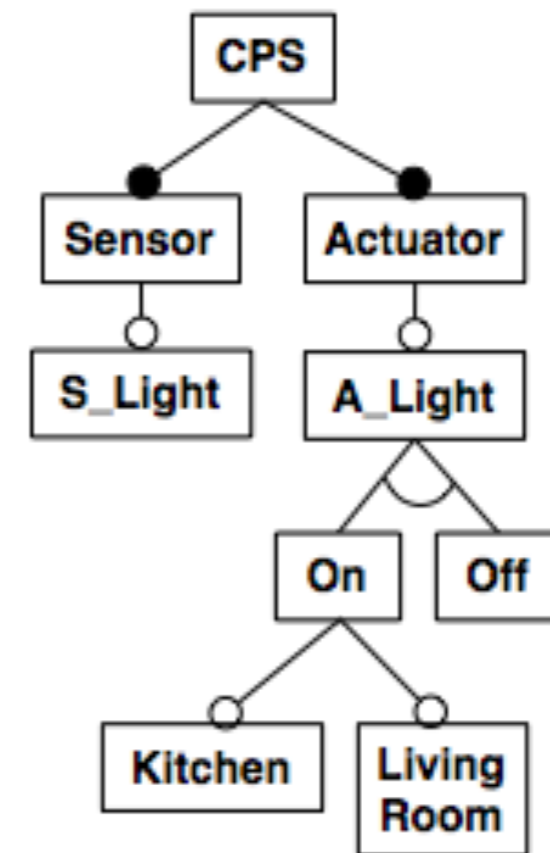 CPS
Sensor
Actuator
S_Light
A_Light
On
Off
Kitchen
Living
Room